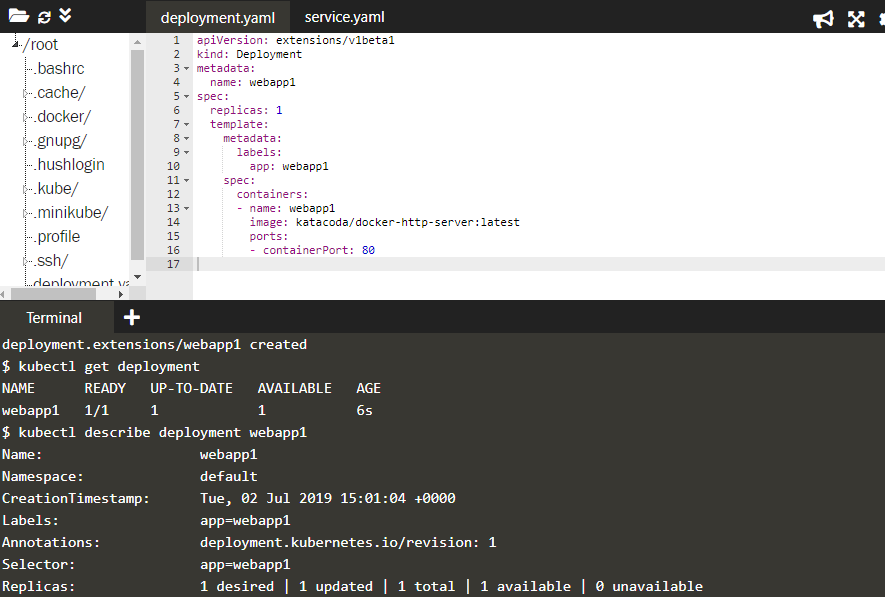 deployment.yaml service.yaml
/root
.bashrc
.cache/
.docker/
.gnupg/
.hushlogin
.kube/
.minikube/
.profile
.ssh/
1 apiVersion: extensions/v1beta1
2 kind: Deployment
3 metadata:
4   name: webapp1
5 spec:
6   replicas: 1
7   template:
8     metadata:
9       labels:
10         app: webapp1
11     spec:
12       containers:
13       - name: webapp1
14         image: katacoda/docker-http-server:latest
15         ports:
16         - containerPort: 80
17
Terminal
deployment.extensions/webapp1 created
$ kubectl get deployment
NAME      READY   UP-TO-DATE   AVAILABLE   AGE
webapp1   1/1     1            1           6s
$ kubectl describe deployment webapp1
Name:                   webapp1
Namespace:              default
CreationTimestamp:      Tue, 02 Jul 2019 15:01:04 +0000
Labels:                 app=webapp1
Annotations:            deployment.kubernetes.io/revision: 1
Selector:               app=webapp1
Replicas:               1 desired | 1 updated | 1 total | 1 available | 0 unavailable